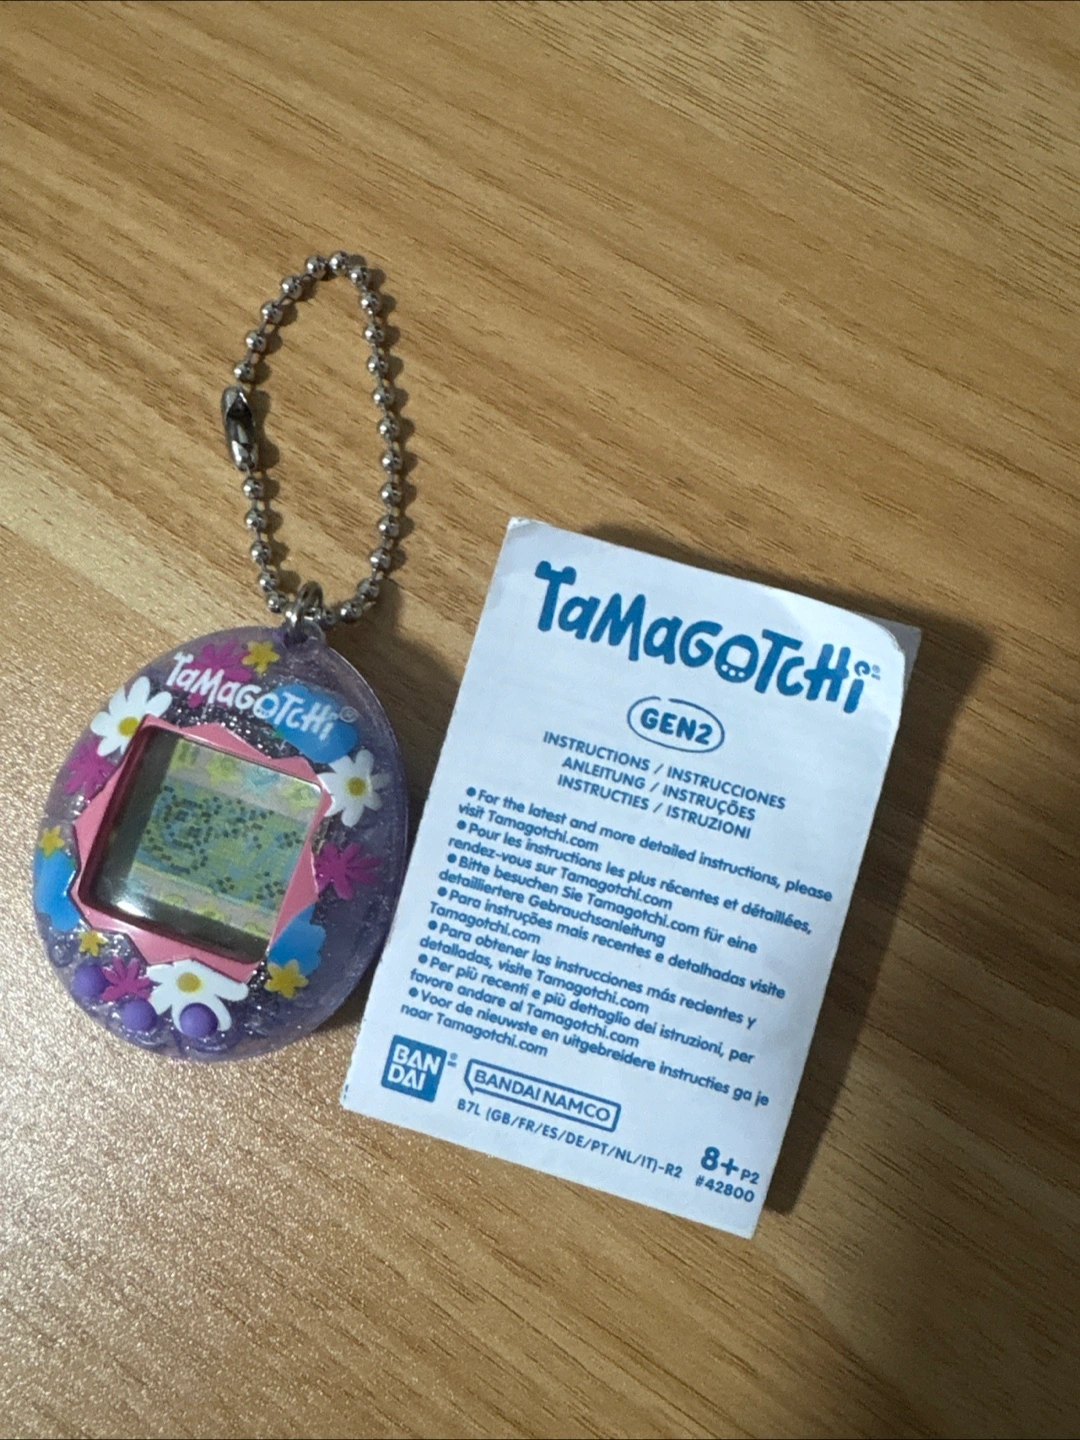 TaMaGOTCHi®
TaMaGOTCHi
GEN2
INSTRUCTIONS / INSTRUCCIONES
ANLEITUNG / INSTRUÇÕES
INSTRUCTIES / ISTRUZIONI
●For the latest and more detailed instructions, please
visit Tamagotchi.com
●Pour les instructions les plus récentes et détaillées,
rendez-vous sur Tamagotchi.com
●Bitte besuchen Sie Tamagotchi.com für eine
detailliertere Gebrauchsanleitung
●Para instruções mais recentes e detalhadas visite
Tamagotchi.com
●Para obtener las instrucciones más recientes y
detalladas, visite Tamagotchi.com
●Per più recenti e più dettaglio dei istruzioni, per
favore andare al Tamagotchi.com
●Voor de nieuwste en uitgebreidere instructies ga je
naar Tamagotchi.com
BAN
DAI®
BANDAI NAMCO
B7L (GB/FR/ES/DE/PT/NL/IT)-R2
8+ P2
#42800